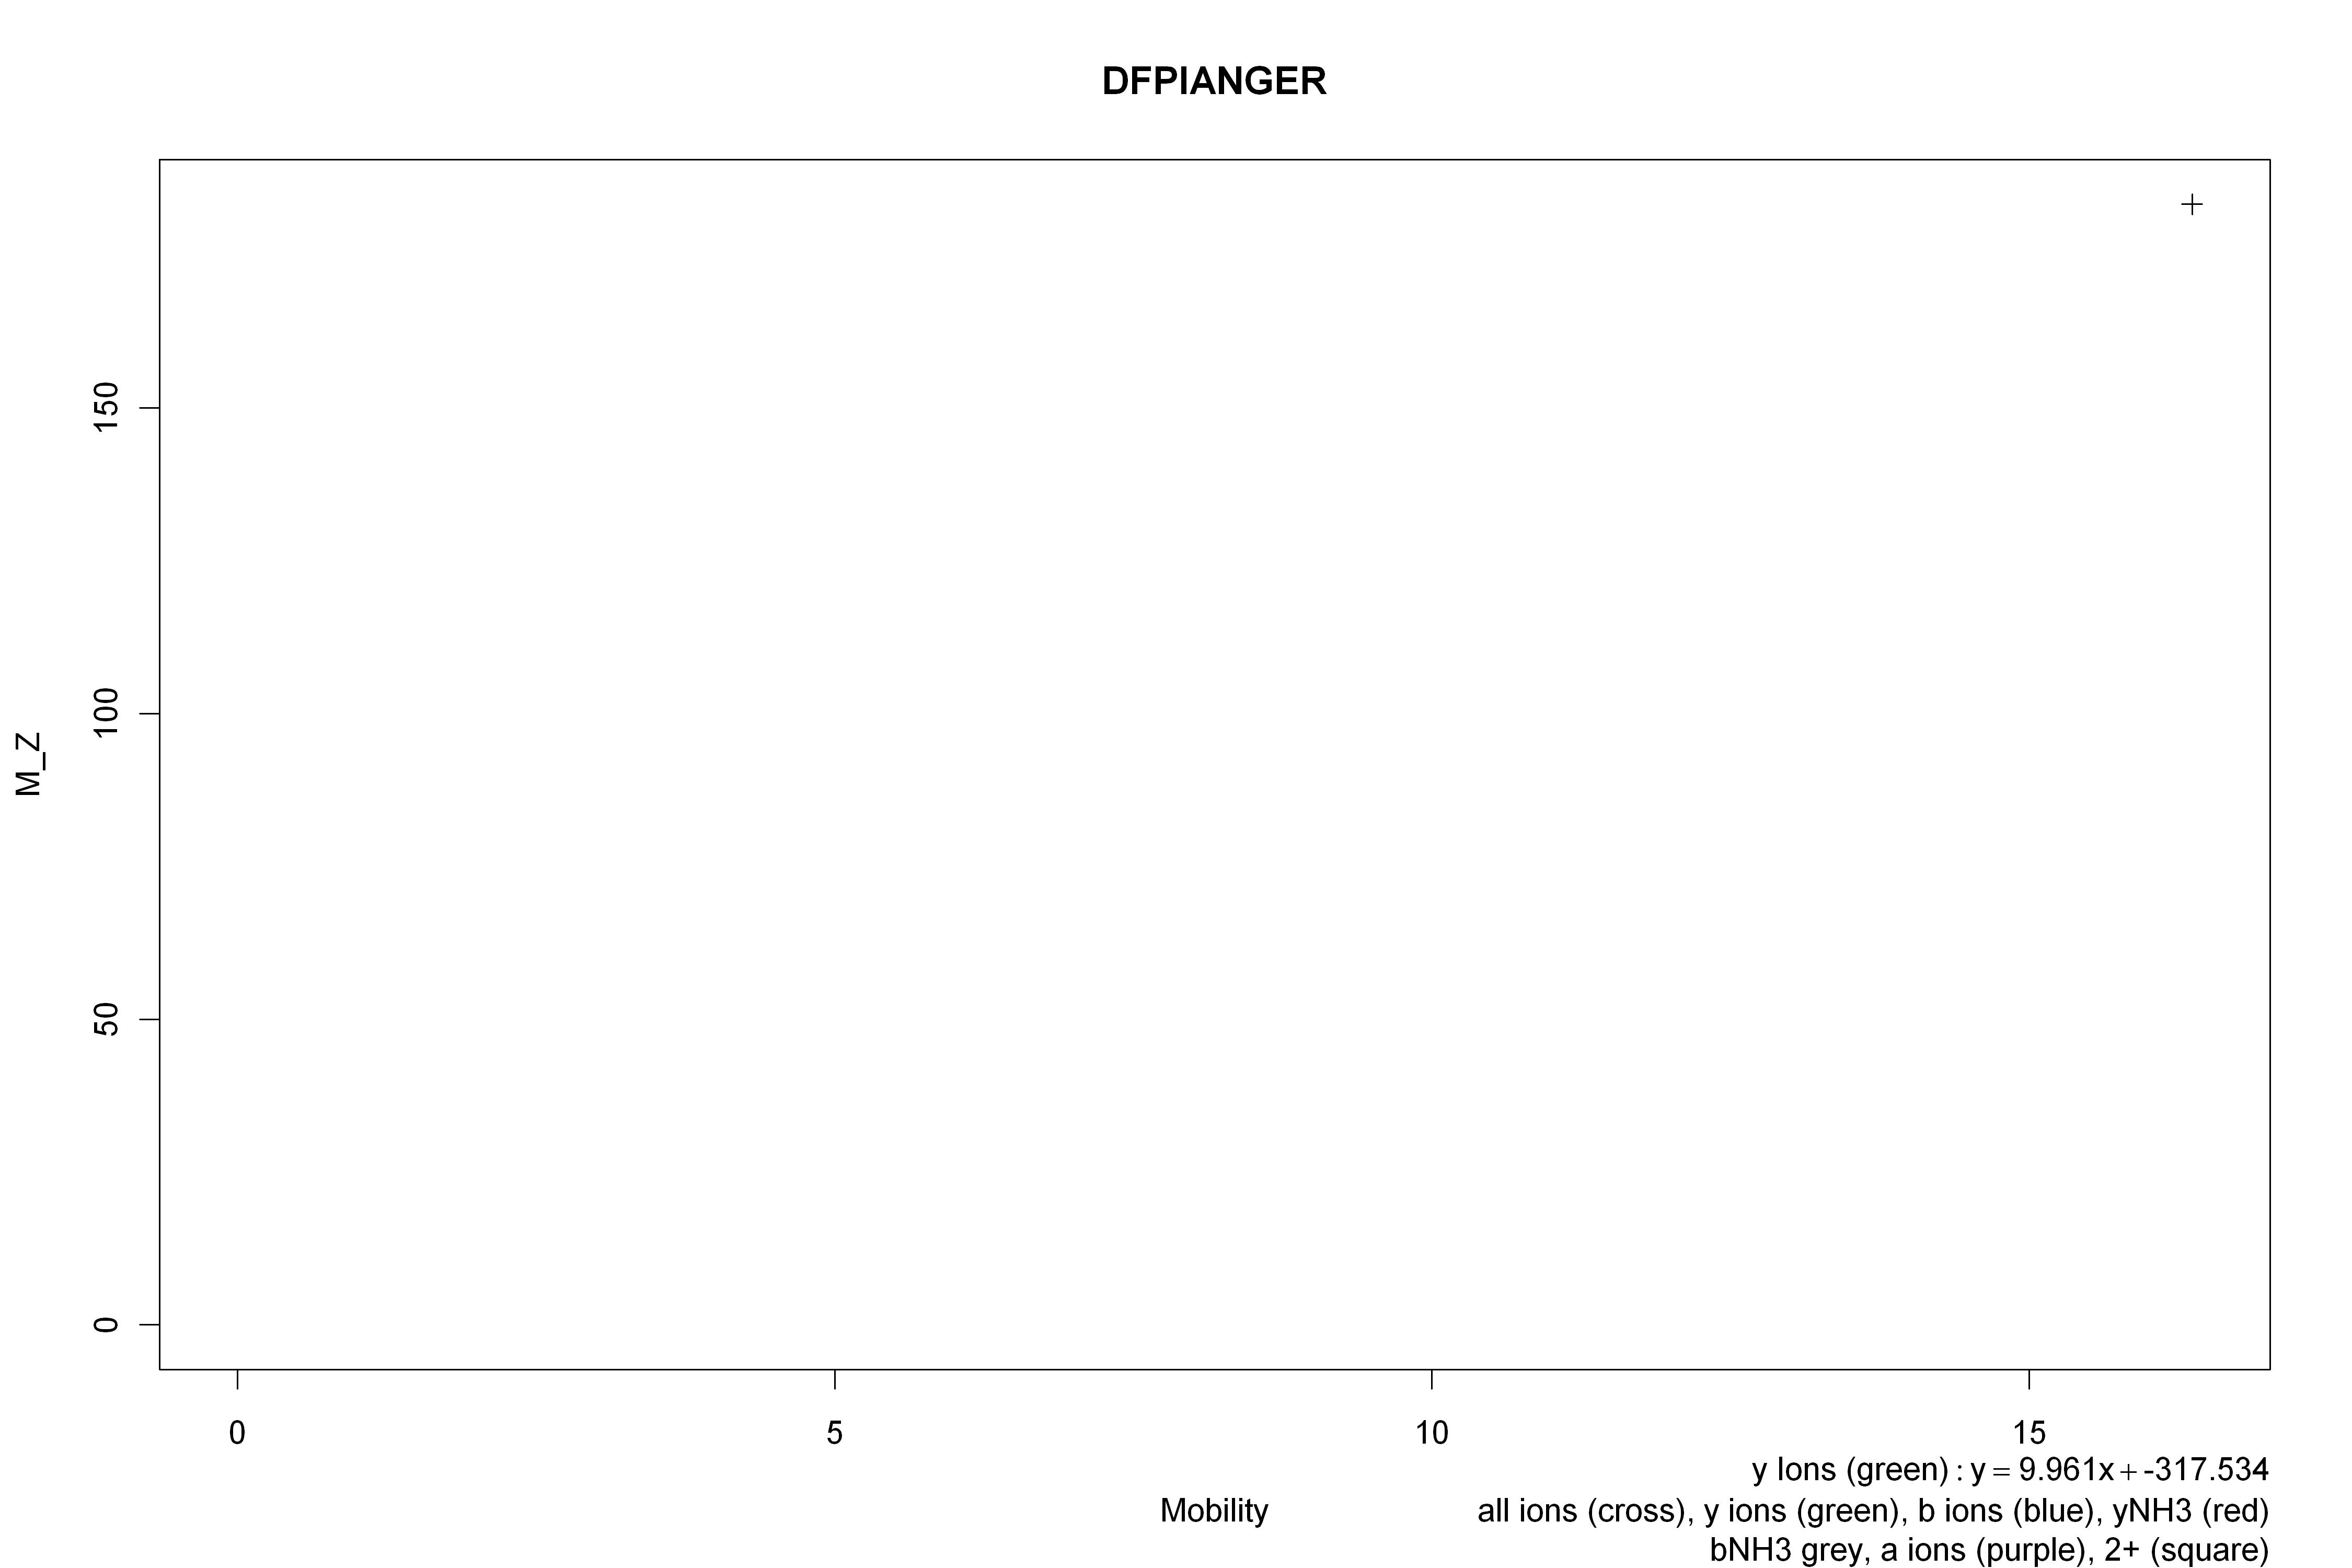 DFPIANGER
150
100
50
0
M_Z
0 5 10 15
y Ions (green) : y = 9.961x + -317.534
Mobility
all ions (cross), y ions (green), b ions (blue), yNH3 (red)
bNH3 grey, a ions (purple), 2+ (square)